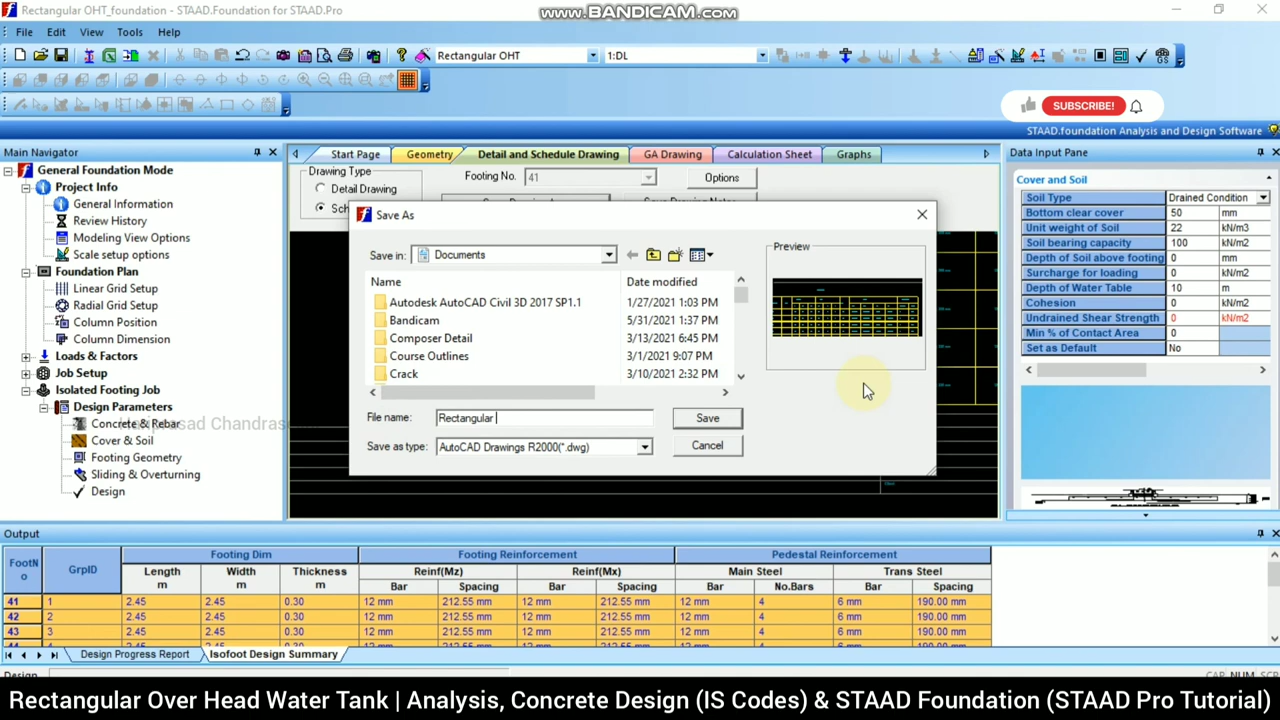 Rectangular OHT_foundation - STAAD.Foundation for STAAD.Pro
www.BANDICAM.com
File Edit View Tools Help
Rectangular OHT 1:DL
SUBSCRIBE!
STAAD.foundation Analysis and Design Software
Main Navigator
General Foundation Mode
Project Info
General Information
Review History
Modeling View Options
Scale setup options
Foundation Plan
Linear Grid Setup
Radial Grid Setup
Column Position
Column Dimension
Loads & Factors
Job Setup
Isolated Footing Job
Design Parameters
Concrete & Rebar
Cover & Soil
Footing Geometry
Sliding & Overturning
Design
Start Page Geometry Detail and Schedule Drawing GA Drawing Calculation Sheet Graphs
Drawing Type
Detail Drawing
Footing No. 41 Options
Save As
Save in: Documents
Name Date modified
Autodesk AutoCAD Civil 3D 2017 SP1.1 1/27/2021 1:03 PM
Bandicam 5/31/2021 1:37 PM
Composer Detail 3/13/2021 6:45 PM
Course Outlines 3/1/2021 9:07 PM
Crack 3/10/2021 2:32 PM
File name: Rectangular Save
Save as type: AutoCAD Drawings R2000(*.dwg) Cancel
Preview
Data Input Pane
Cover and Soil
Soil Type Drained Condition
Bottom clear cover 50 mm
Unit weight of Soil 22 kN/m3
Soil bearing capacity 100 kN/m2
Depth of Soil above footing 0 mm
Surcharge for loading 0 kN/m2
Depth of Water Table 10 m
Cohesion 0 kN/m2
Undrained Shear Strength 0 kN/m2
Min % of Contact Area 0
Set as Default No
Output
FootNo GrpID Footing Dim Footing Reinforcement Pedestal Reinforcement
Length m Width m Thickness m Reinf(Mz) Reinf(Mx) Main Steel Trans Steel
Bar Spacing Bar Spacing Bar No.Bars Bar Spacing
41 1 2.45 2.45 0.30 12 mm 212.55 mm 12 mm 212.55 mm 12 mm 4 6 mm 190.00 mm
42 2 2.45 2.45 0.30 12 mm 212.55 mm 12 mm 212.55 mm 12 mm 4 6 mm 190.00 mm
43 3 2.45 2.45 0.30 12 mm 212.55 mm 12 mm 212.55 mm 12 mm 4 6 mm 190.00 mm
Design Progress Report Isofoot Design Summary
CAP NUM SCR
Rectangular Over Head Water Tank | Analysis, Concrete Design (IS Codes) & STAAD Foundation (STAAD Pro Tutorial)